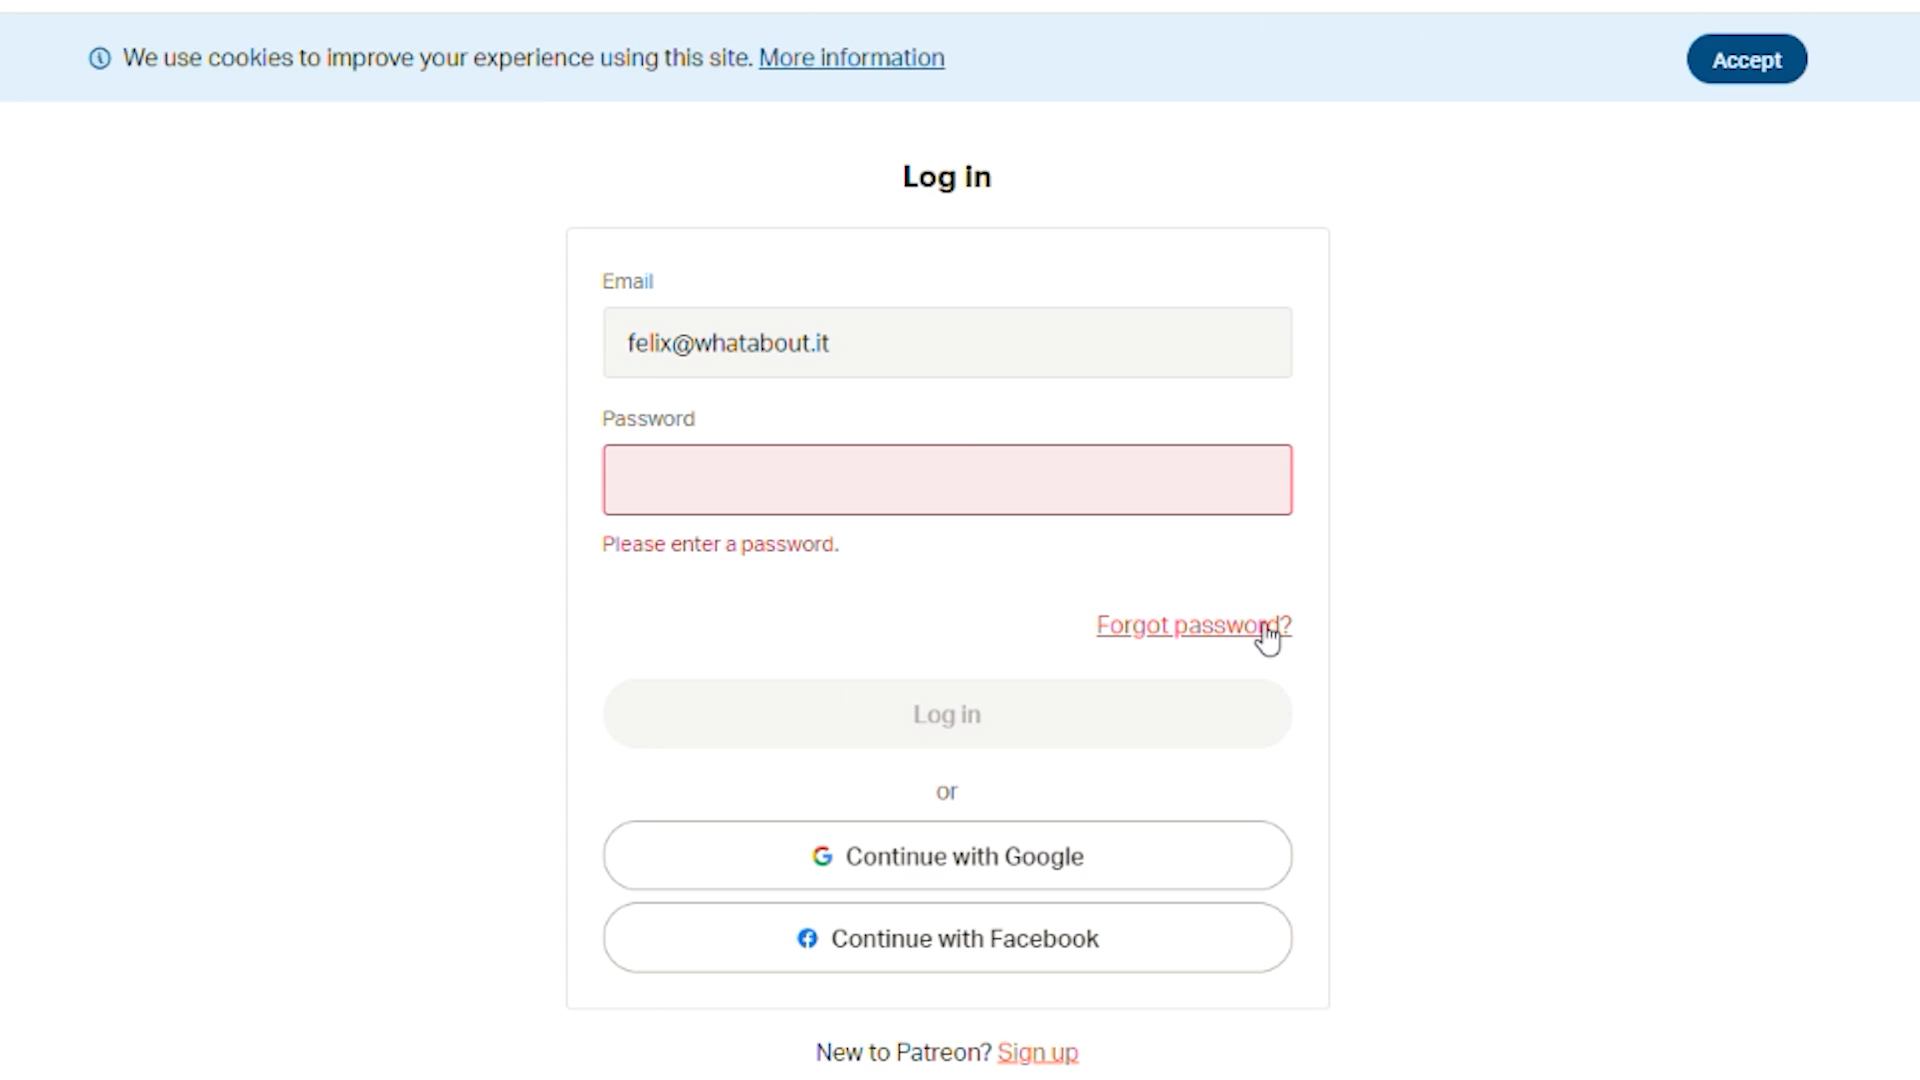 We use cookies to improve your experience using this site. More information
Accept
Log in
Email
felix@whatabout.it
Password
Please enter a password.
Forgot password?
Log in
or
Continue with Google
Continue with Facebook
New to Patreon? Sign up